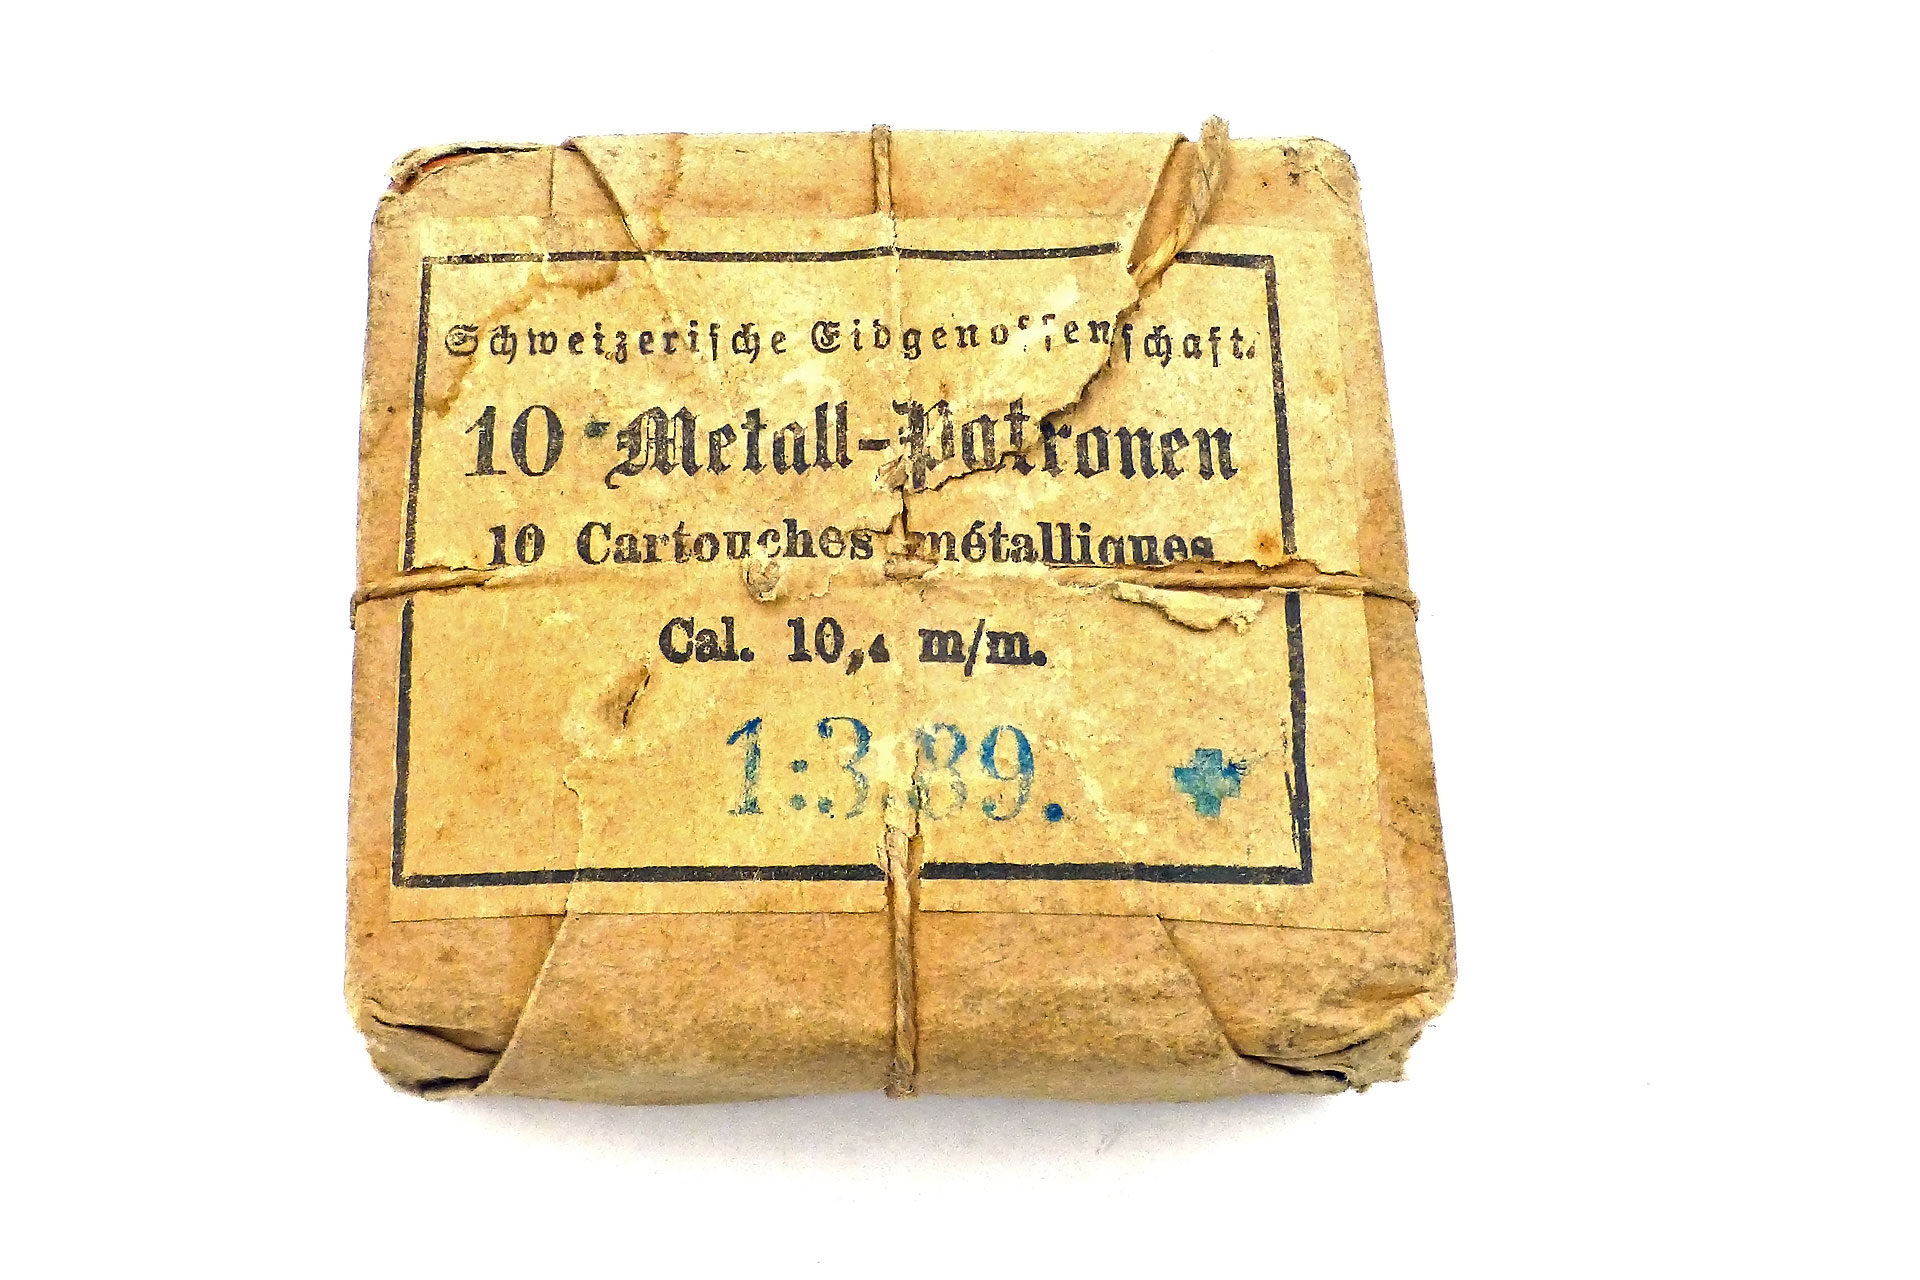 Schweizerische Eidgenossenschaft.
10 Metall-Patronen
10 Cartouches métalliques
Cal. 10,4 m/m.
1:3.89.